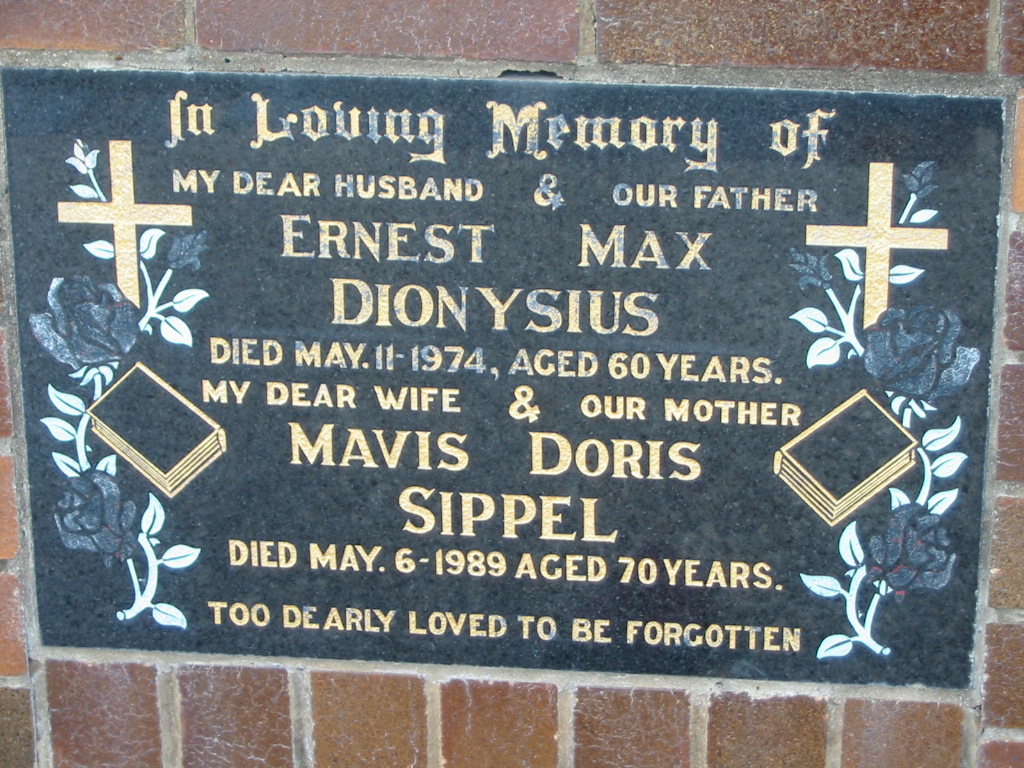 In Loving Memory of
MY DEAR HUSBAND & OUR FATHER
ERNEST MAX
DIONYSIUS
DIED MAY. 11-1974, AGED 60 YEARS.
MY DEAR WIFE & OUR MOTHER
MAVIS DORIS
SIPPEL
DIED MAY. 6-1989 AGED 70 YEARS.
TOO DEARLY LOVED TO BE FORGOTTEN